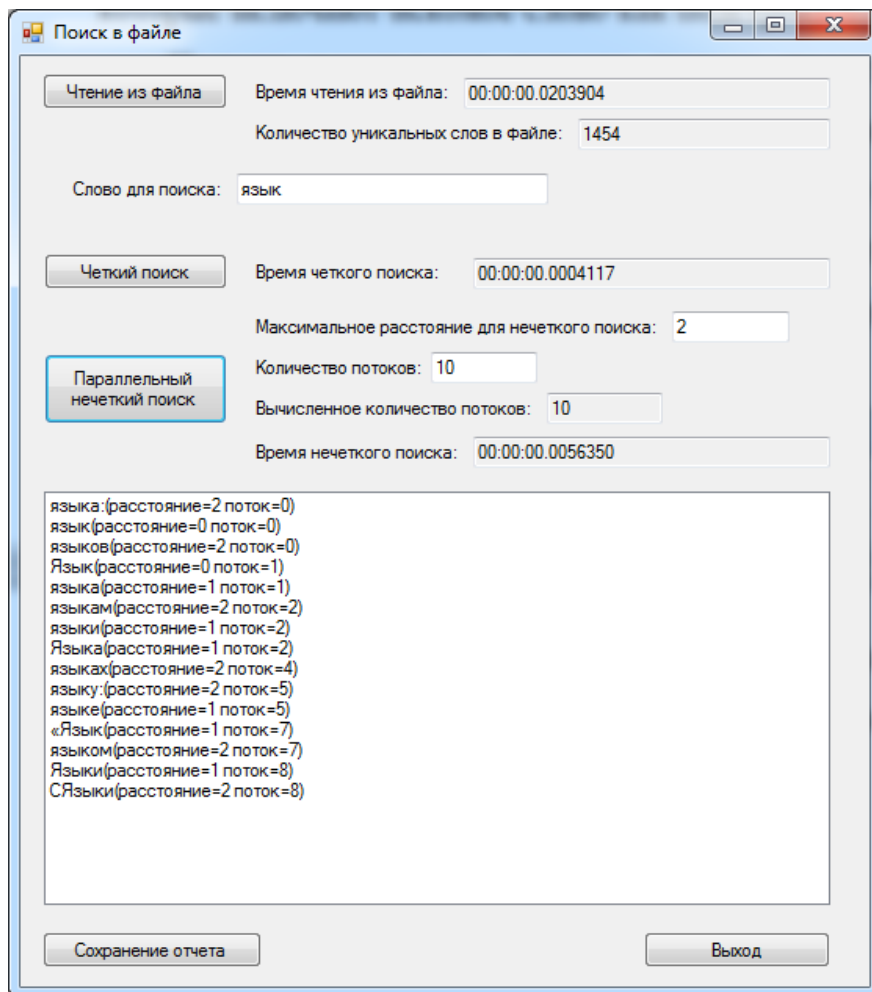 Поиск в файле
Чтение из файла Время чтения из файла: 00:00:00.0203904
Количество уникальных слов в файле: 1454
Слово для поиска: язык
Четкий поиск Время четкого поиска: 00:00:00.0004117
Максимальное расстояние для нечеткого поиска: 2
Параллельный
нечеткий поиск
Количество потоков: 10
Вычисленное количество потоков: 10
Время нечеткого поиска: 00:00:00.0056350
языка:(расстояние=2 поток=0)
язык(расстояние=0 поток=0)
языков(расстояние=2 поток=0)
Язык(расстояние=0 поток=1)
языка(расстояние=1 поток=1)
языкам(расстояние=2 поток=2)
языки(расстояние=1 поток=2)
Языка(расстояние=1 поток=2)
языках(расстояние=2 поток=4)
языку:(расстояние=2 поток=5)
языке(расстояние=1 поток=5)
«Язык(расстояние=1 поток=7)
языком(расстояние=2 поток=7)
Языки(расстояние=1 поток=8)
СЯзыки(расстояние=2 поток=8)
Сохранение отчета Выход